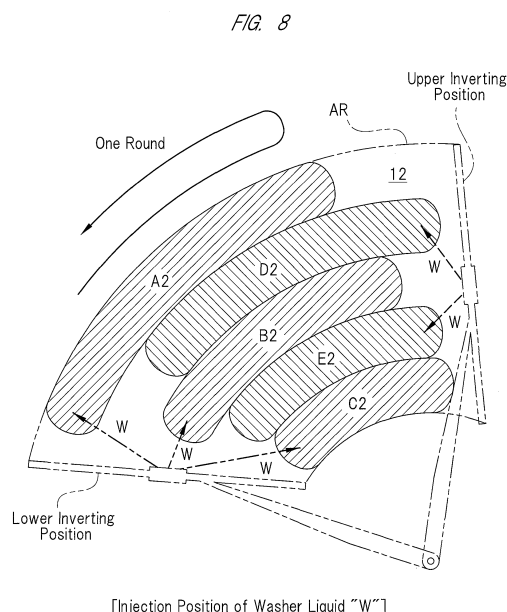 FIG. 8
Upper Inverting
Position
AR
One Round
12
A2
D2
W
B2
W
E2
C2
W
W
W
Lower Inverting
Position
[Injection Position of Washer Liquid "W"]